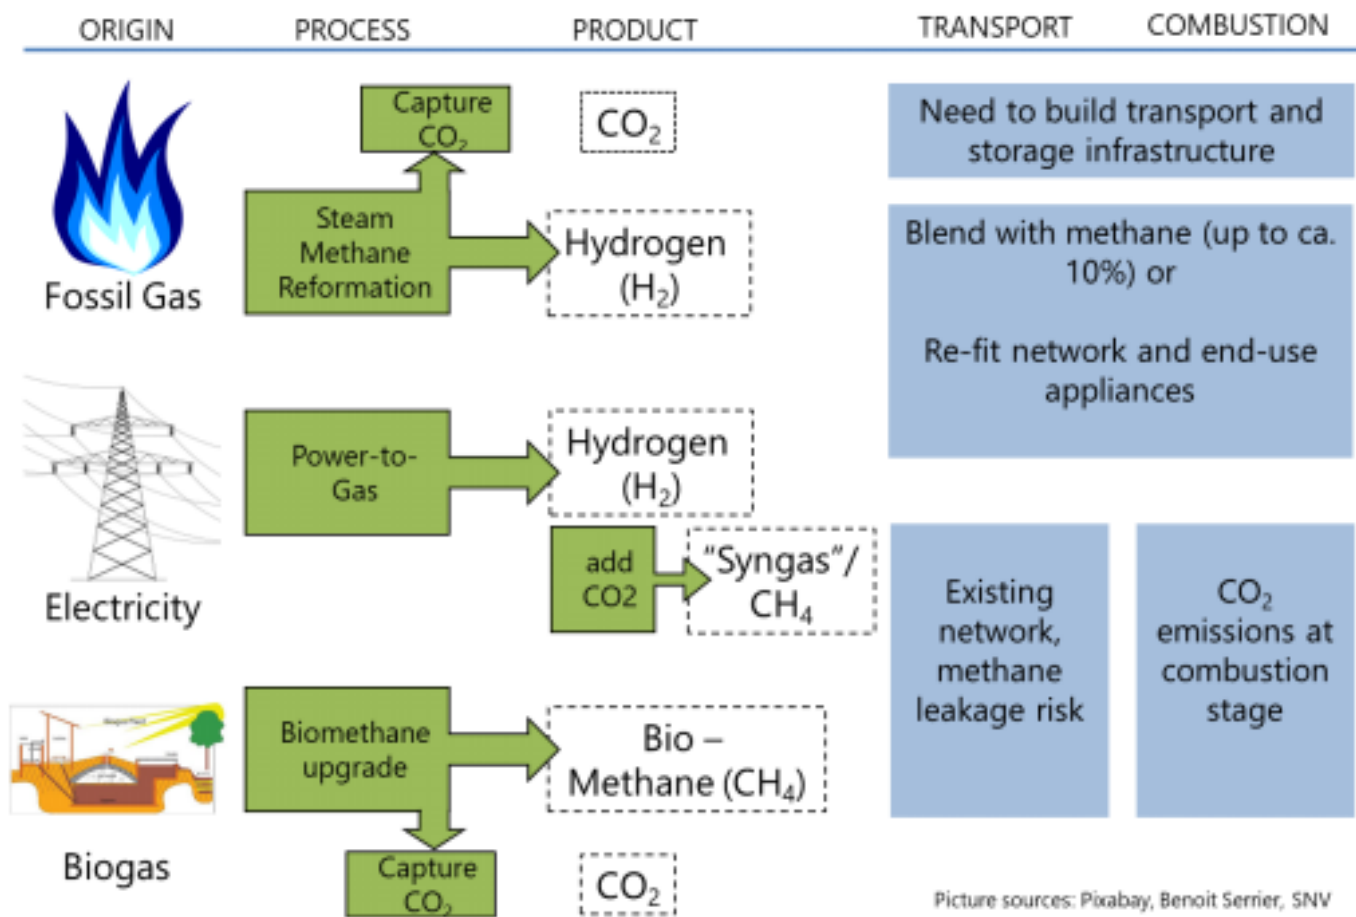 ORIGIN PROCESS PRODUCT TRANSPORT COMBUSTION
Capture
CO₂
CO₂
Need to build transport and
storage infrastructure
Fossil Gas
Steam
Methane
Reformation
Hydrogen
(H₂)
Blend with methane (up to ca.
10%) or
Re-fit network and end-use
appliances
Electricity
Power-to-
Gas
Hydrogen
(H₂)
add
CO2
“Syngas”/
CH₄
Existing
network,
methane
leakage risk
CO₂
emissions at
combustion
stage
Biogas
Biomethane
upgrade
Bio –
Methane (CH₄)
Capture
CO₂
CO₂
Picture sources: Pixabay, Benoit Serrier, SNV